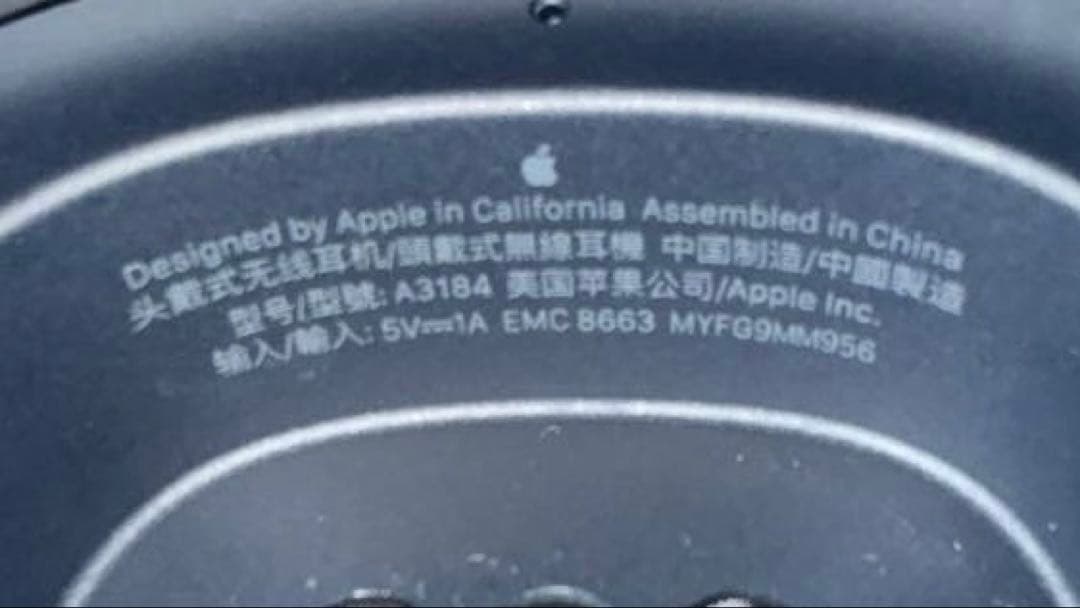 Designed by Apple in California Assembled in China
头戴式无线耳机/頭戴式無線耳機 中国制造/中國製造
型号/型號: A3184 美国苹果公司/Apple Inc.
输入/輸入: 5V⎓1A EMC 8663 MYFG9MM956